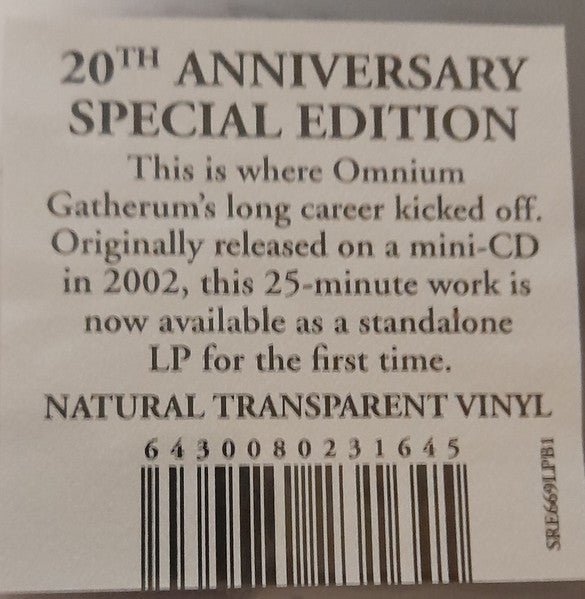 20TH ANNIVERSARY
SPECIAL EDITION
This is where Omnium
Gatherum's long career kicked off.
Originally released on a mini-CD
in 2002, this 25-minute work is
now available as a standalone
LP for the first time.
NATURAL TRANSPARENT VINYL
6430080231645
SRE669LPB1